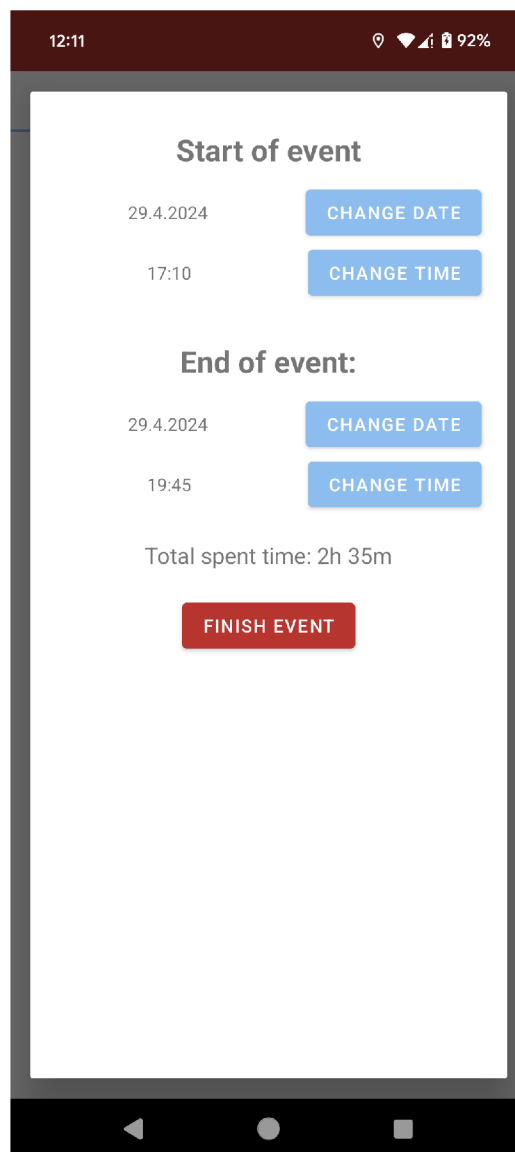 12:11 92%
Start of event
29.4.2024 CHANGE DATE
17:10 CHANGE TIME
End of event:
29.4.2024 CHANGE DATE
19:45 CHANGE TIME
Total spent time: 2h 35m
FINISH EVENT